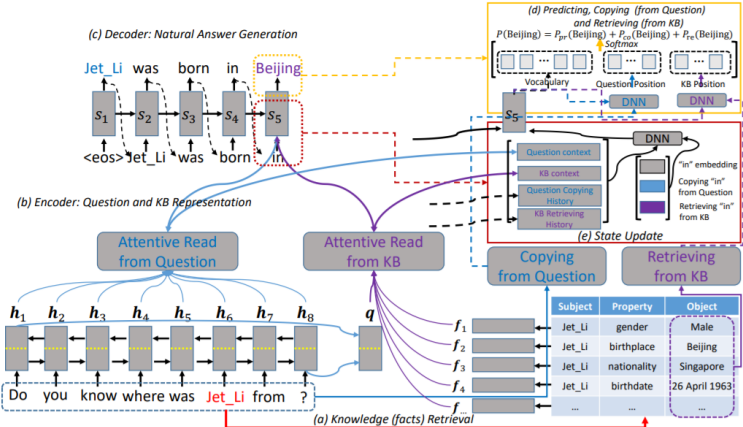 (c) Decoder: Natural Answer Generation
Jet_Li was born in Beijing
s1 s2 s3 s4 s5
<eos> Jet_Li was born in
(d) Predicting, Copying (from Question)
and Retrieving (from KB)
P(Beijing) = Ppr(Beijing) + Pco(Beijing) + Pre(Beijing)
Softmax
... ... ...
Vocabulary Question Position KB Position
DNN DNN
s5
DNN
Question context
KB context
Question Copying
History
KB Retrieving
History
"in" embedding
Copying "in"
from Question
Retrieving "in"
from KB
(e) State Update
(b) Encoder: Question and KB Representation
Attentive Read
from Question
Attentive Read
from KB
Copying
from Question
Retrieving
from KB
h1 h2 h3 h4 h5 h6 h7 h8 q
Do you know where was Jet_Li from ?
f1
f2
f3
f4
f...
Subject Property Object
Jet_Li gender Male
Jet_Li birthplace Beijing
Jet_Li nationality Singapore
Jet_Li birthdate 26 April 1963
Jet_Li ... ...
(a) Knowledge (facts) Retrieval